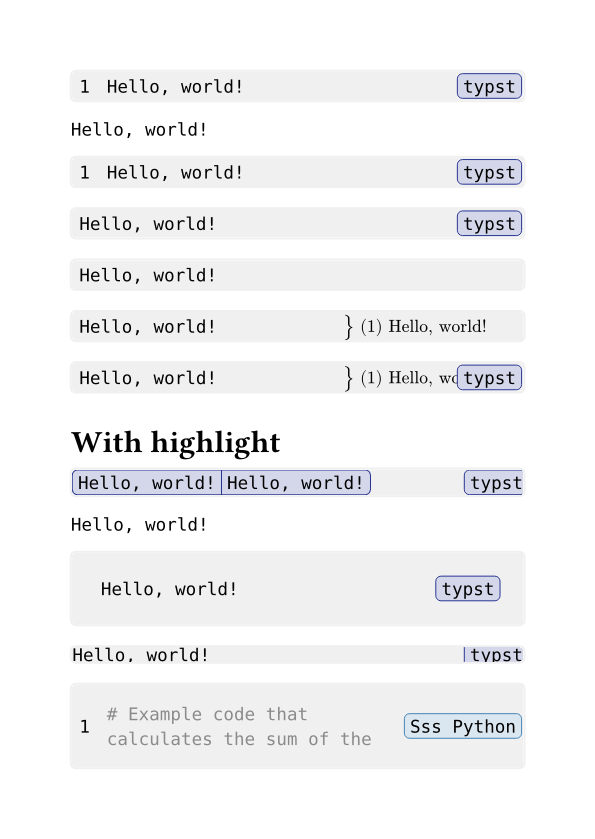 1 Hello, world! typst
Hello, world!
1 Hello, world! typst
Hello, world! typst
Hello, world!
Hello, world! } (1) Hello, world!
Hello, world! } (1) Hello, wo typst
With highlight
Hello, world! Hello, world! typst
Hello, world!
Hello, world! typst
Hello, world! typst
# Example code that
1 calculates the sum of the Sss Python